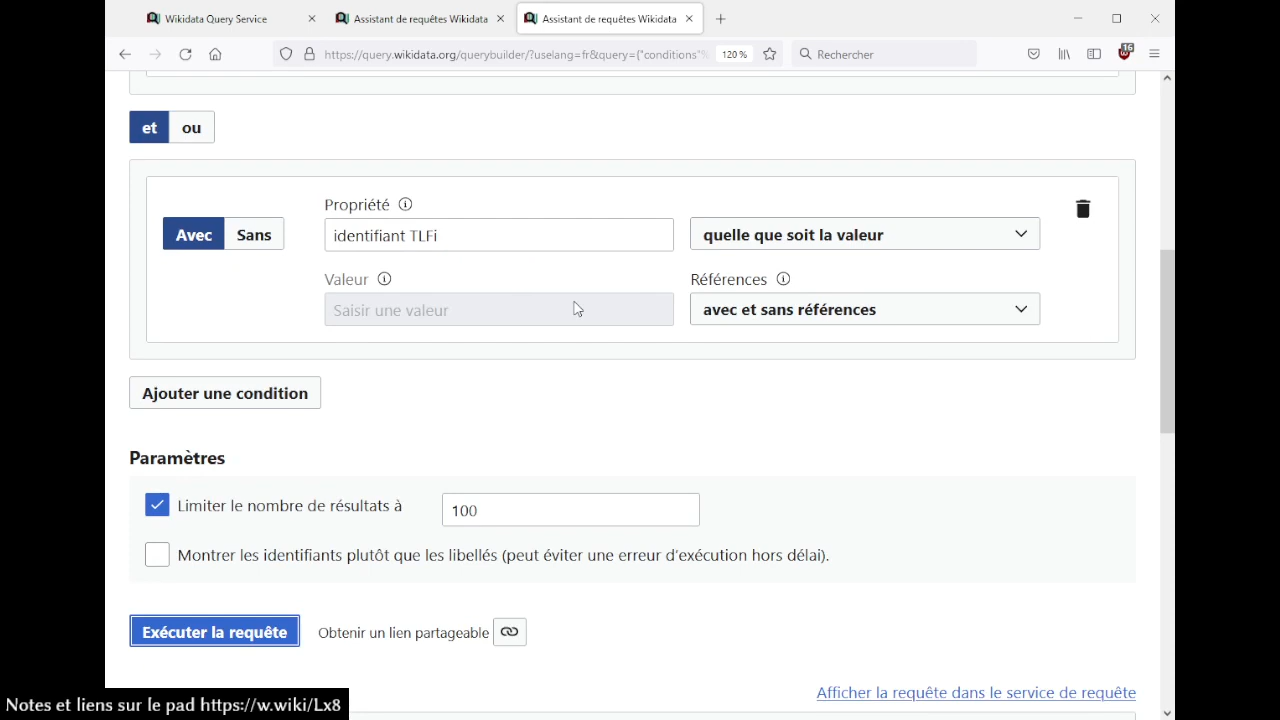 Wikidata Query Service
Assistant de requêtes Wikidata
Assistant de requêtes Wikidata
https://query.wikidata.org/querybuilder/?uselang=fr&query={"conditions"%
120 %
Rechercher
16
et
ou
Propriété
Avec
Sans
identifiant TLFi
quelle que soit la valeur
Valeur
Références
Saisir une valeur
avec et sans références
Ajouter une condition
Paramètres
Limiter le nombre de résultats à
100
Montrer les identifiants plutôt que les libellés (peut éviter une erreur d'exécution hors délai).
Exécuter la requête
Obtenir un lien partageable
Afficher la requête dans le service de requête
Notes et liens sur le pad https://w.wiki/Lx8